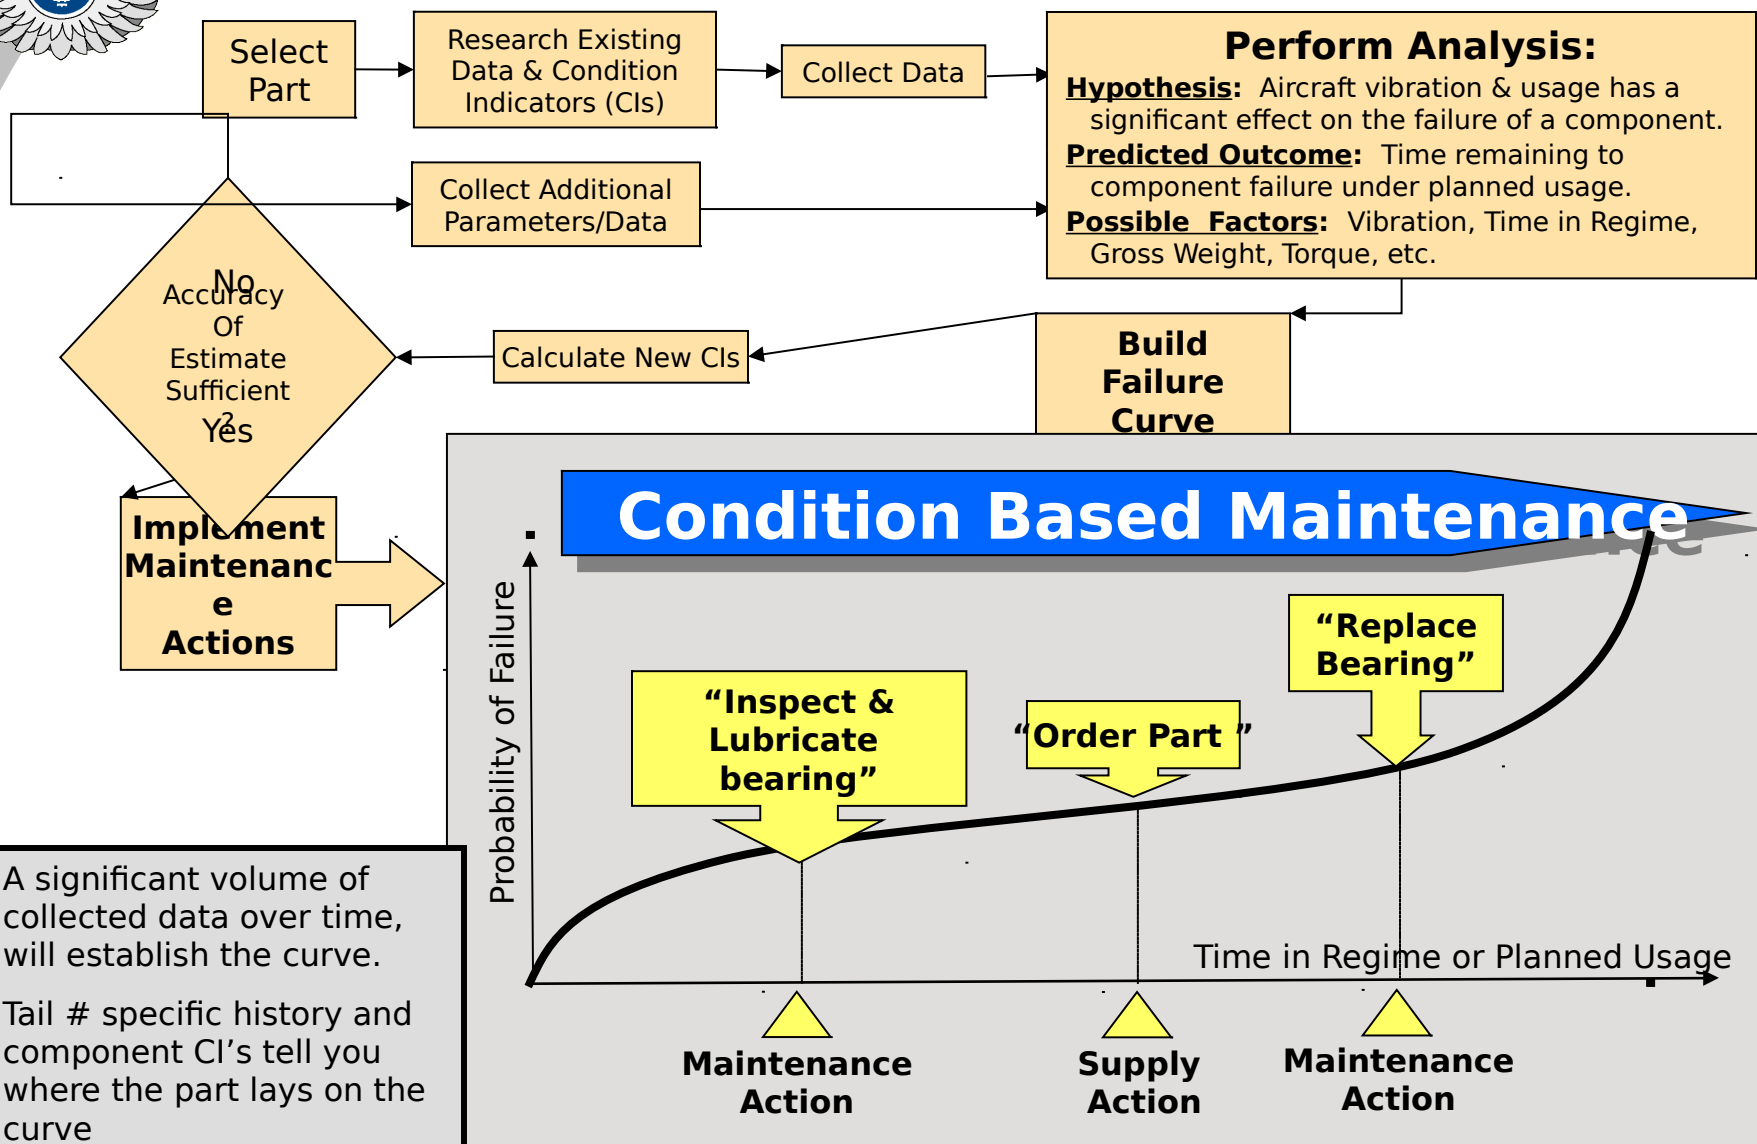 Select
Part
Research Existing
Data & Condition
Indicators (CIs)
Collect Data
Perform Analysis:
Hypothesis: Aircraft vibration & usage has a
significant effect on the failure of a component.
Predicted Outcome: Time remaining to
component failure under planned usage.
Possible Factors: Vibration, Time in Regime,
Gross Weight, Torque, etc.
Collect Additional
Parameters/Data
No
Accuracy
Of
Estimate
Sufficient
?
Yes
Calculate New CIs
Build
Failure
Curve
Implement
Maintenanc
e
Actions
Condition Based Maintenance
Probability of Failure
“Inspect &
Lubricate
bearing”
“Order Part ”
“Replace
Bearing”
Time in Regime or Planned Usage
Maintenance
Action
Supply
Action
Maintenance
Action
A significant volume of
collected data over time,
will establish the curve.
Tail # specific history and
component CI’s tell you
where the part lays on the
curve